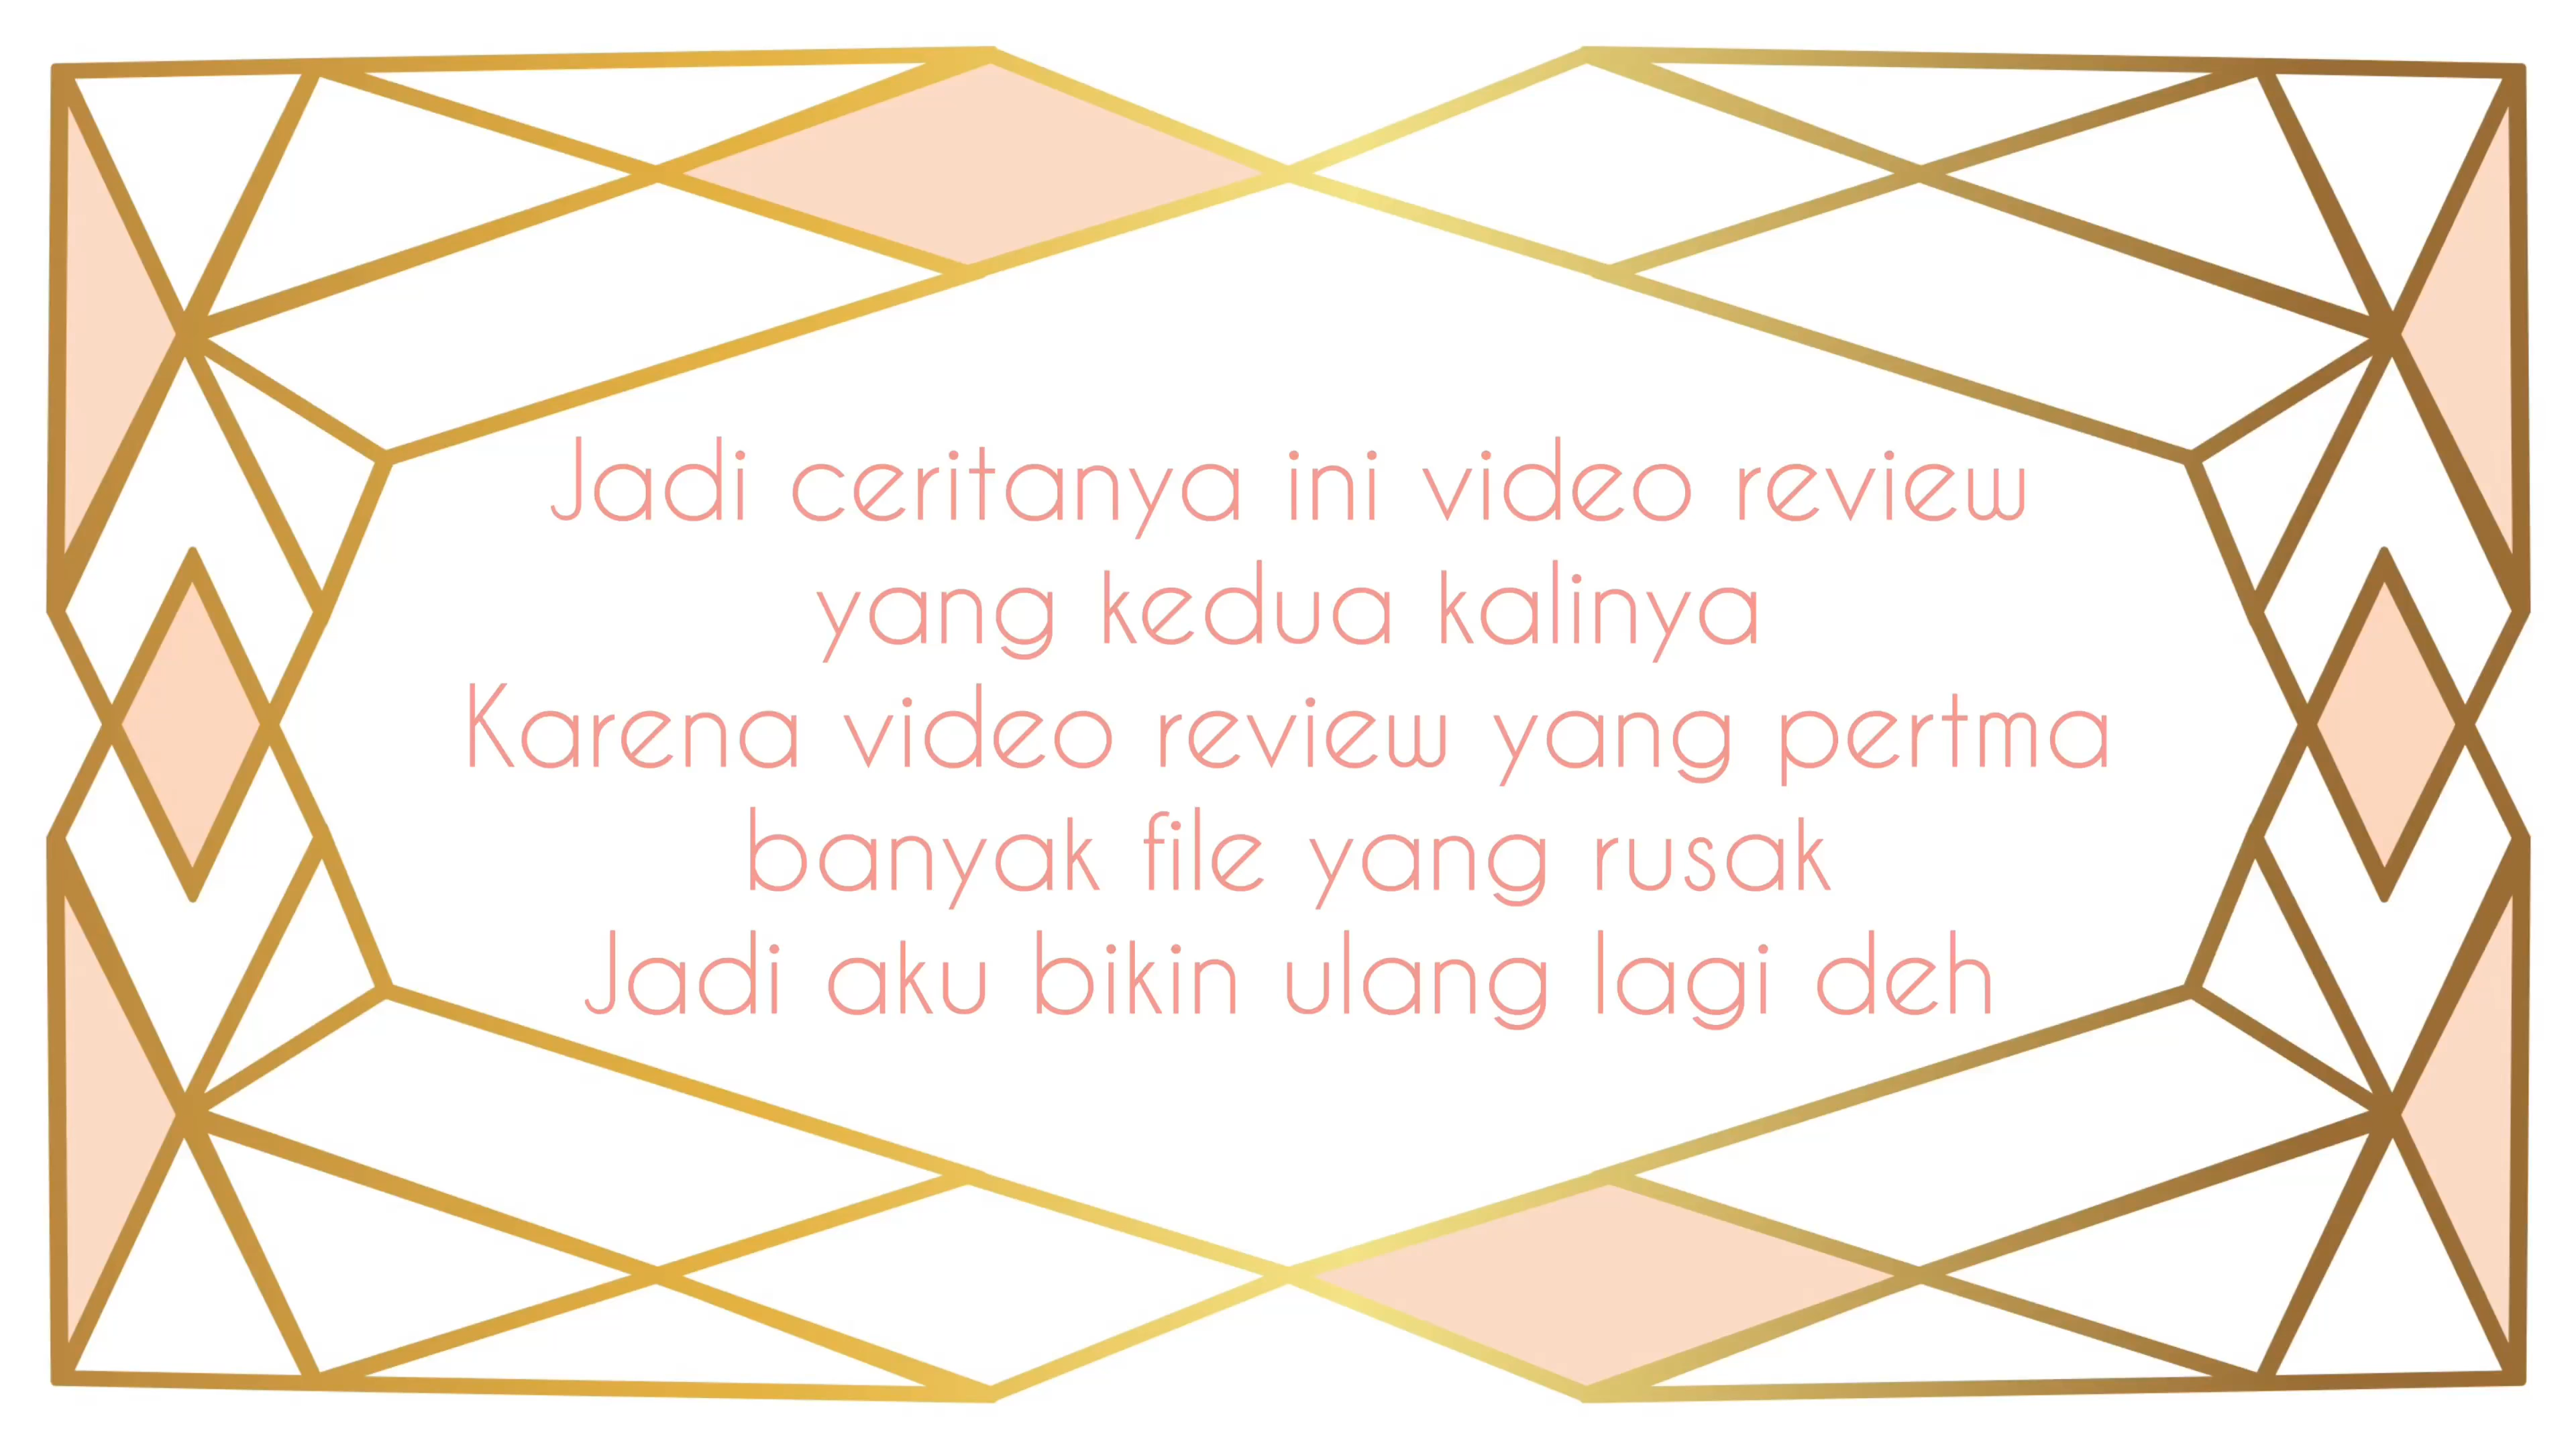 Jadi ceritanya ini video review
yang kedua kalinya
Karena video review yang pertma
banyak file yang rusak
Jadi aku bikin ulang lagi deh